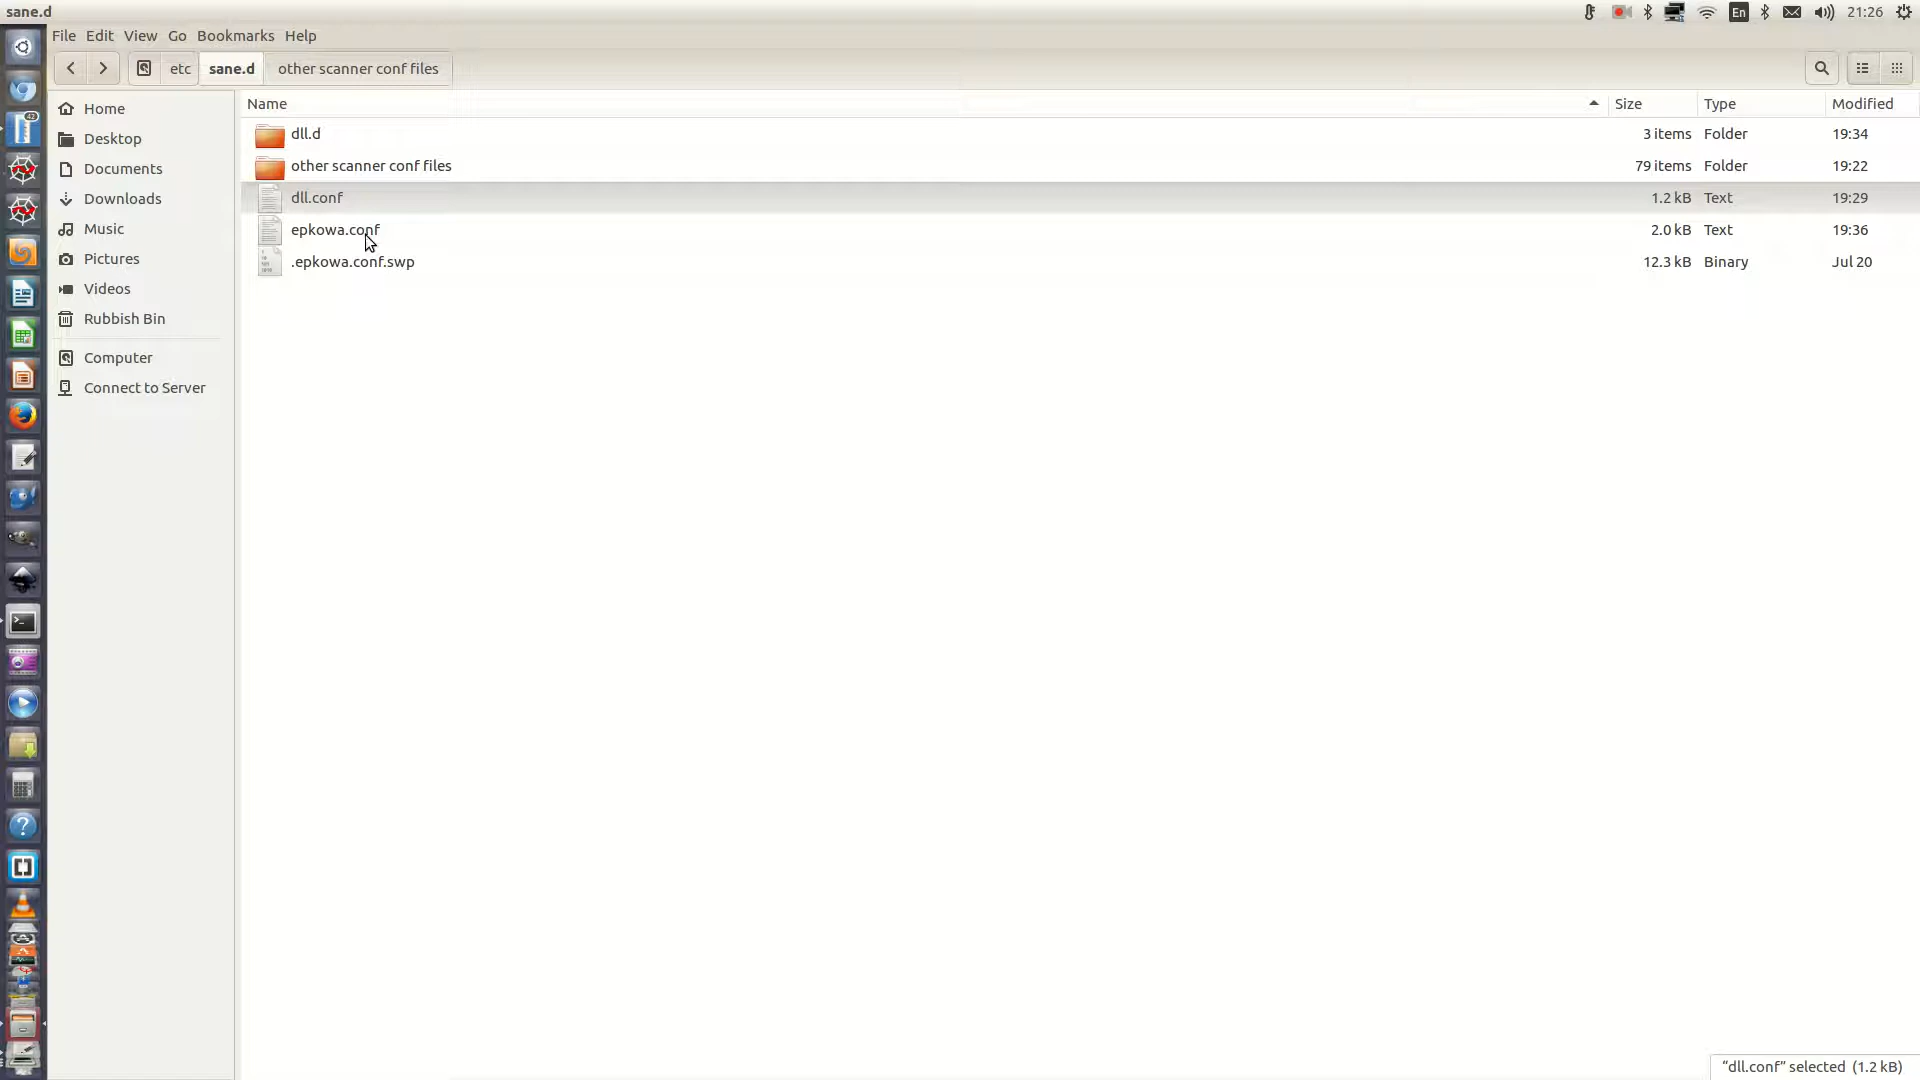 sane.d
En
21:26
File Edit View Go Bookmarks Help
etc sane.d other scanner conf files
Home
Desktop
Documents
Downloads
Music
Pictures
Videos
Rubbish Bin
Computer
Connect to Server
Name Size Type Modified
dll.d 3 items Folder 19:34
other scanner conf files 79 items Folder 19:22
dll.conf 1.2 kB Text 19:29
epkowa.conf 2.0 kB Text 19:36
.epkowa.conf.swp 12.3 kB Binary Jul 20
“dll.conf” selected (1.2 kB)